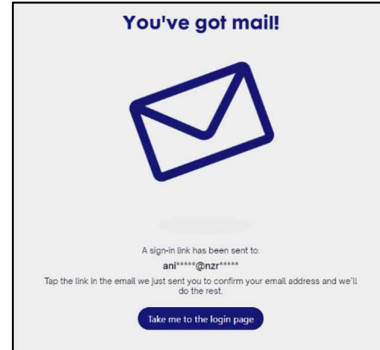 You've got mail!
A sign-in link has been sent to:
ani*****@nzr*****
Tap the link in the email we just sent you to confirm your email address and we'll
do the rest.
Take me to the login page